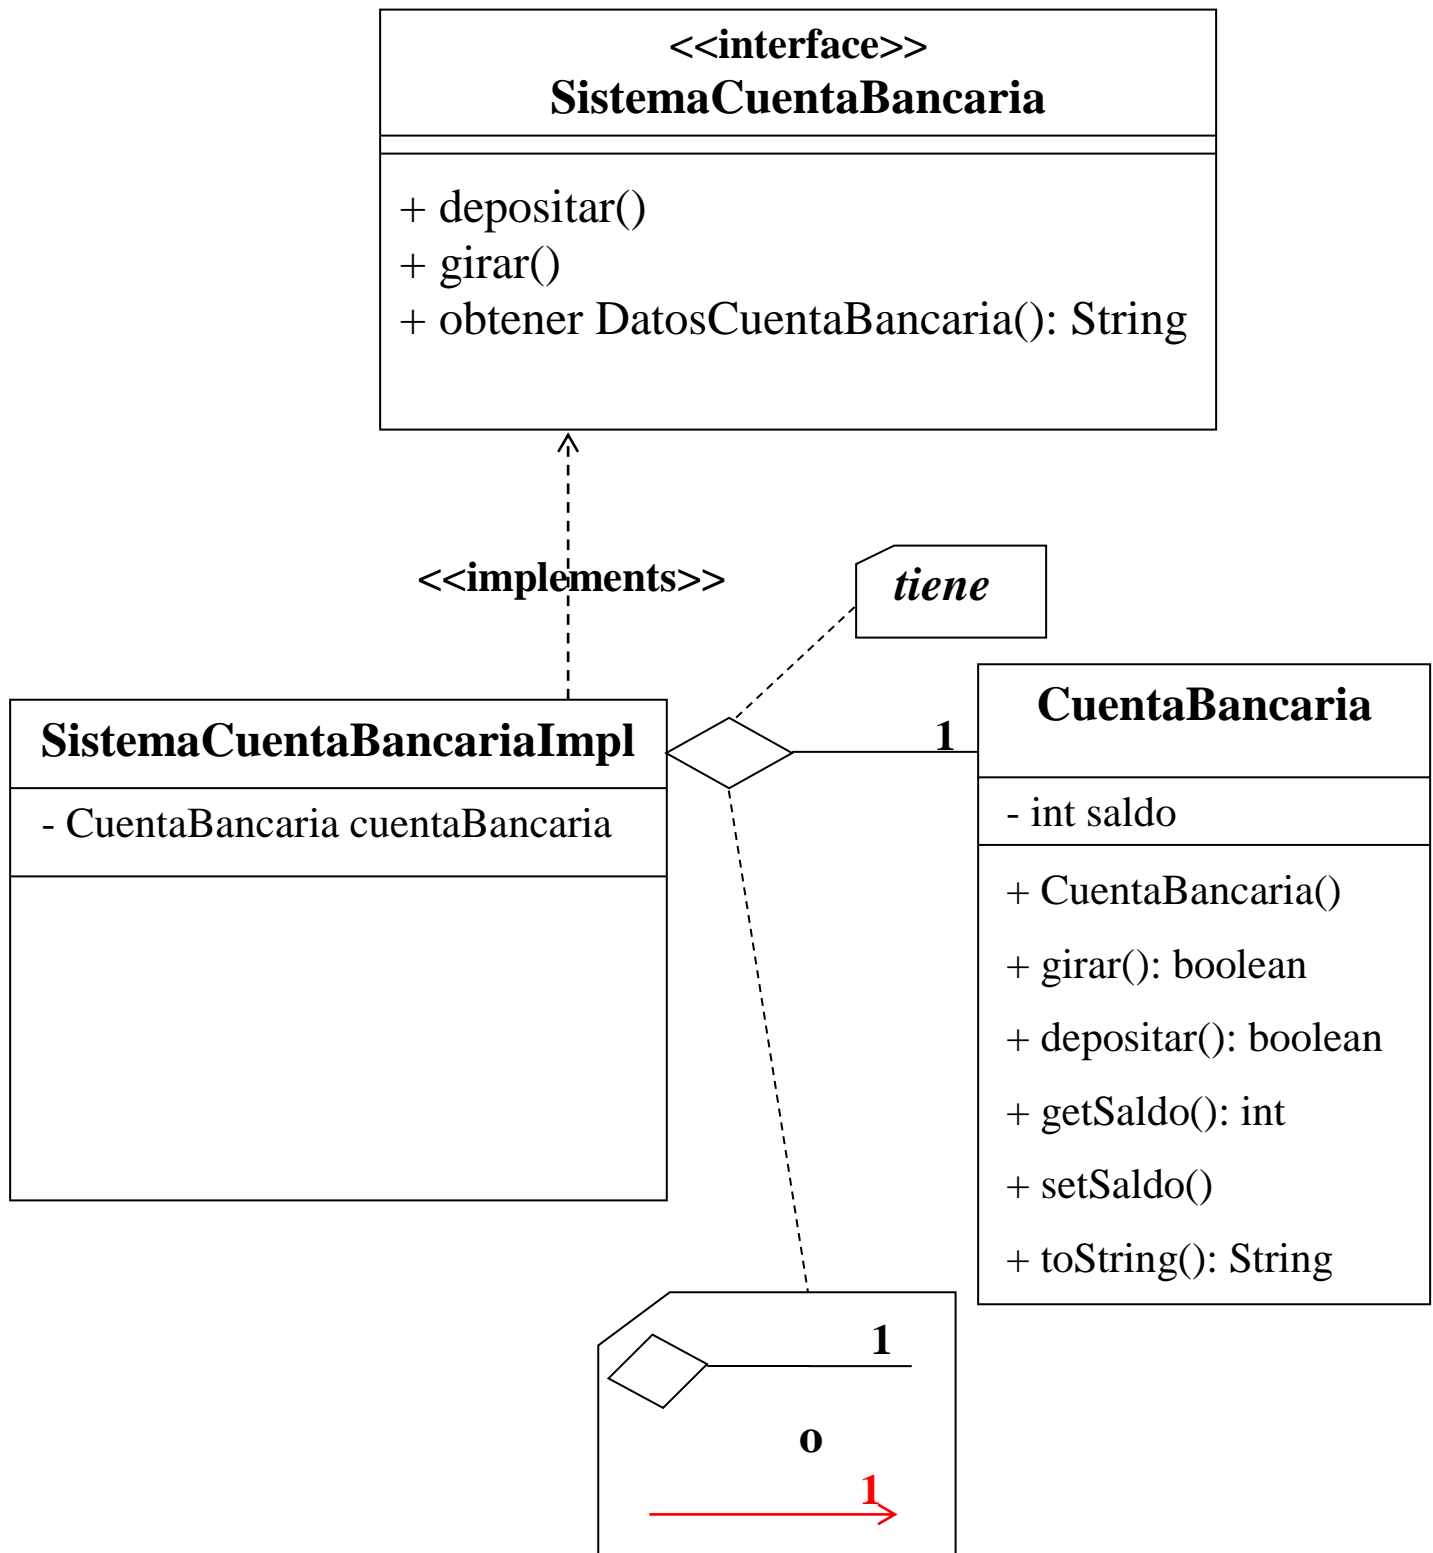 <<interface>>
SistemaCuentaBancaria
+ depositar()
+ girar()
+ obtener DatosCuentaBancaria(): String
<<implements>>
tiene
SistemaCuentaBancariaImpl
- CuentaBancaria cuentaBancaria
1
CuentaBancaria
- int saldo
+ CuentaBancaria()
+ girar(): boolean
+ depositar(): boolean
+ getSaldo(): int
+ setSaldo()
+ toString(): String
1
o
1